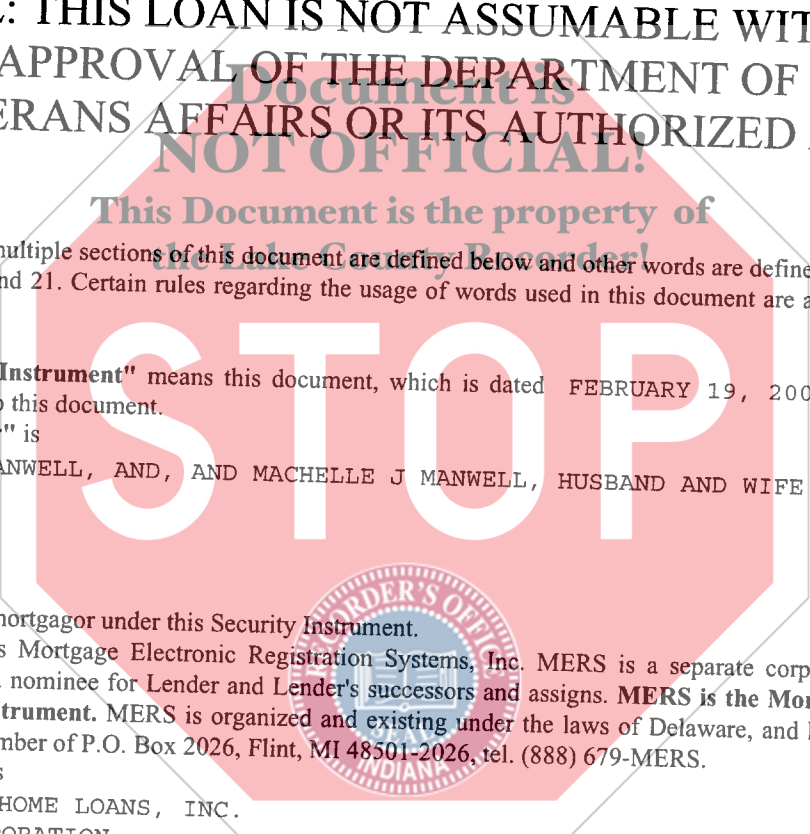 : THIS LOAN IS NOT ASSUMABLE WIT
APPROVAL OF THE DEPARTMENT OF
ERANS AFFAIRS OR ITS AUTHORIZED
Document is
NOT OFFICIAL!
This Document is the property of
the Lake County Recorder!
multiple sections of this document are defined below and other words are define
nd 21. Certain rules regarding the usage of words used in this document are a
Instrument" means this document, which is dated FEBRUARY 19, 200
this document.
" is
ANWELL, AND, AND MACHELLE J MANWELL, HUSBAND AND WIFE
STOP
mortgagor under this Security Instrument.
s Mortgage Electronic Registration Systems, Inc. MERS is a separate corp
nominee for Lender and Lender's successors and assigns. MERS is the Mor
trument. MERS is organized and existing under the laws of Delaware, and
mber of P.O. Box 2026, Flint, MI 48501-2026, tel. (888) 679-MERS.
s
HOME LOANS, INC.
RECORDER'S OFFICE
SEAL
INDIANA